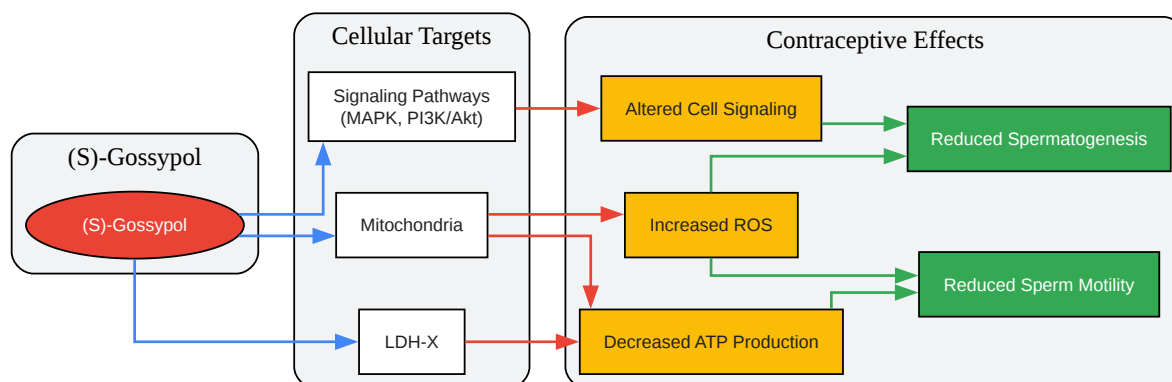 (S)-Gossypol
(S)-Gossypol
Cellular Targets
Signaling Pathways
(MAPK, PI3K/Akt)
Mitochondria
LDH-X
Contraceptive Effects
Altered Cell Signaling
Increased ROS
Decreased ATP Production
Reduced Spermatogenesis
Reduced Sperm Motility